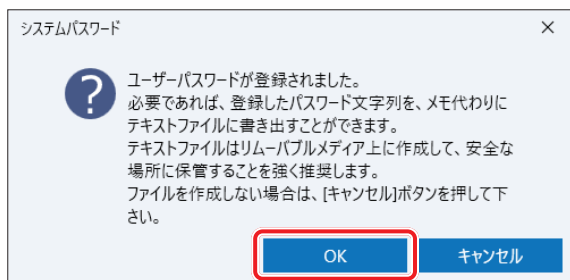 システムパスワード
×
ユーザーパスワードが登録されました。
必要であれば、登録したパスワード文字列を、メモ代わりに
テキストファイルに書き出すことができます。
テキストファイルはリムーバブルメディア上に作成して、安全な
場所に保管することを強く推奨します。
ファイルを作成しない場合は、[キャンセル]ボタンを押して下
さい。
OK キャンセル